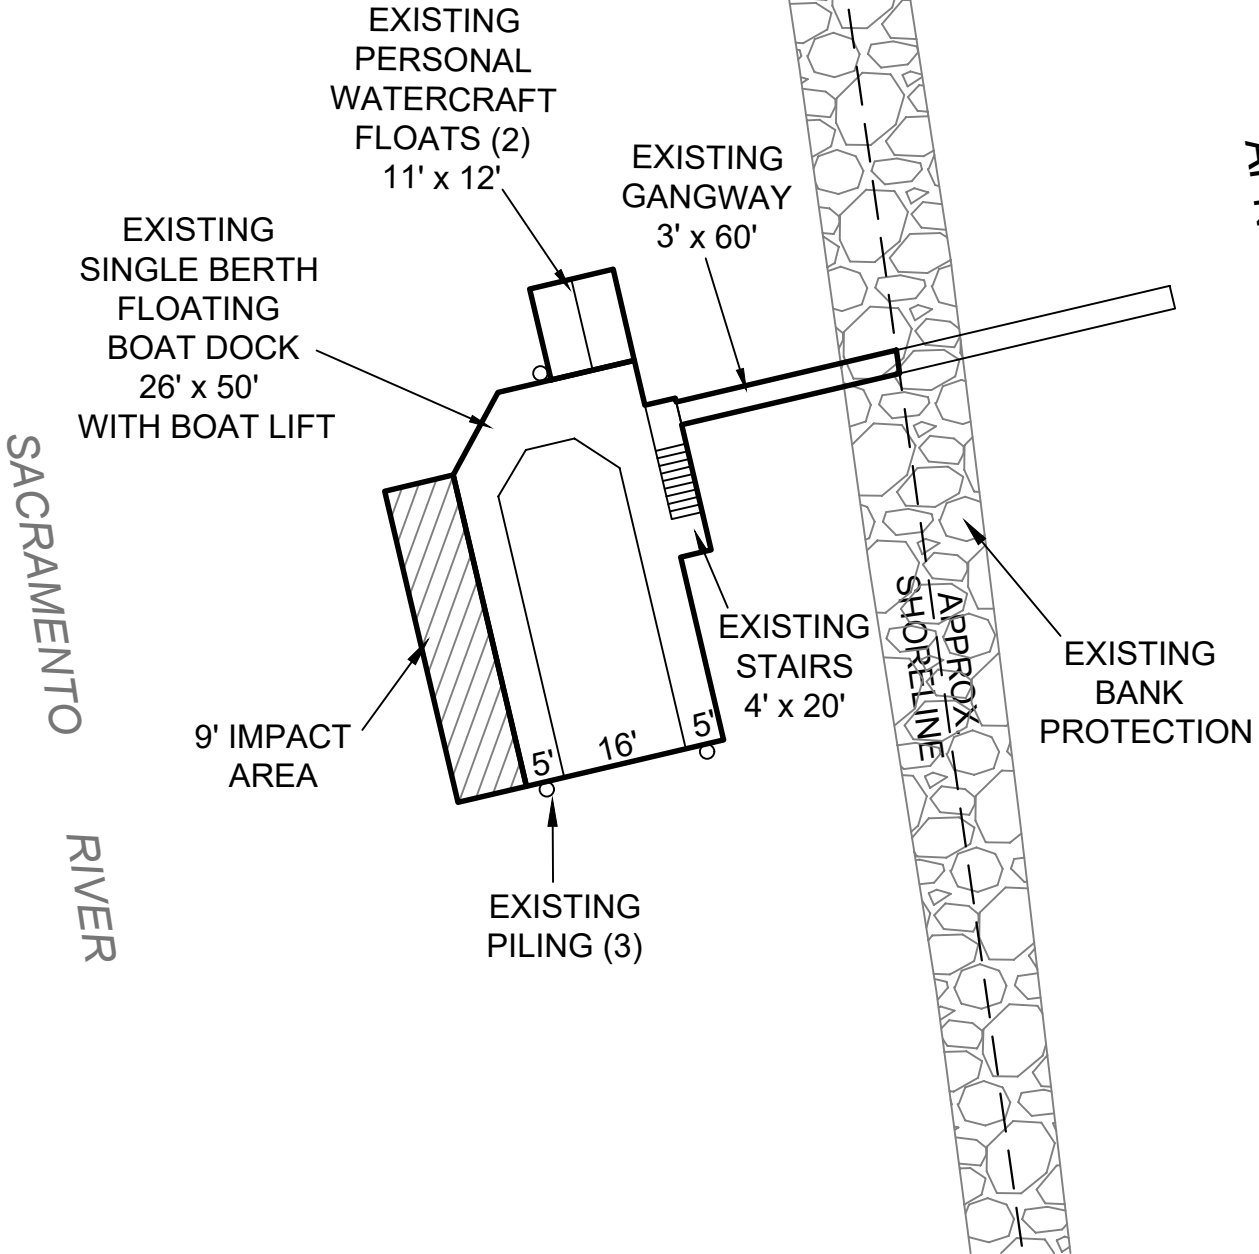 EXISTING
PERSONAL
WATERCRAFT
FLOATS (2)
11' x 12'
EXISTING
GANGWAY
3' x 60'
EXISTING
SINGLE BERTH
FLOATING
BOAT DOCK
26' x 50'
WITH BOAT LIFT
SACRAMENTO
RIVER
9' IMPACT
AREA
5'
16'
5'
EXISTING
STAIRS
4' x 20'
APPROX
SHORELINE
EXISTING
BANK
PROTECTION
EXISTING
PILING (3)